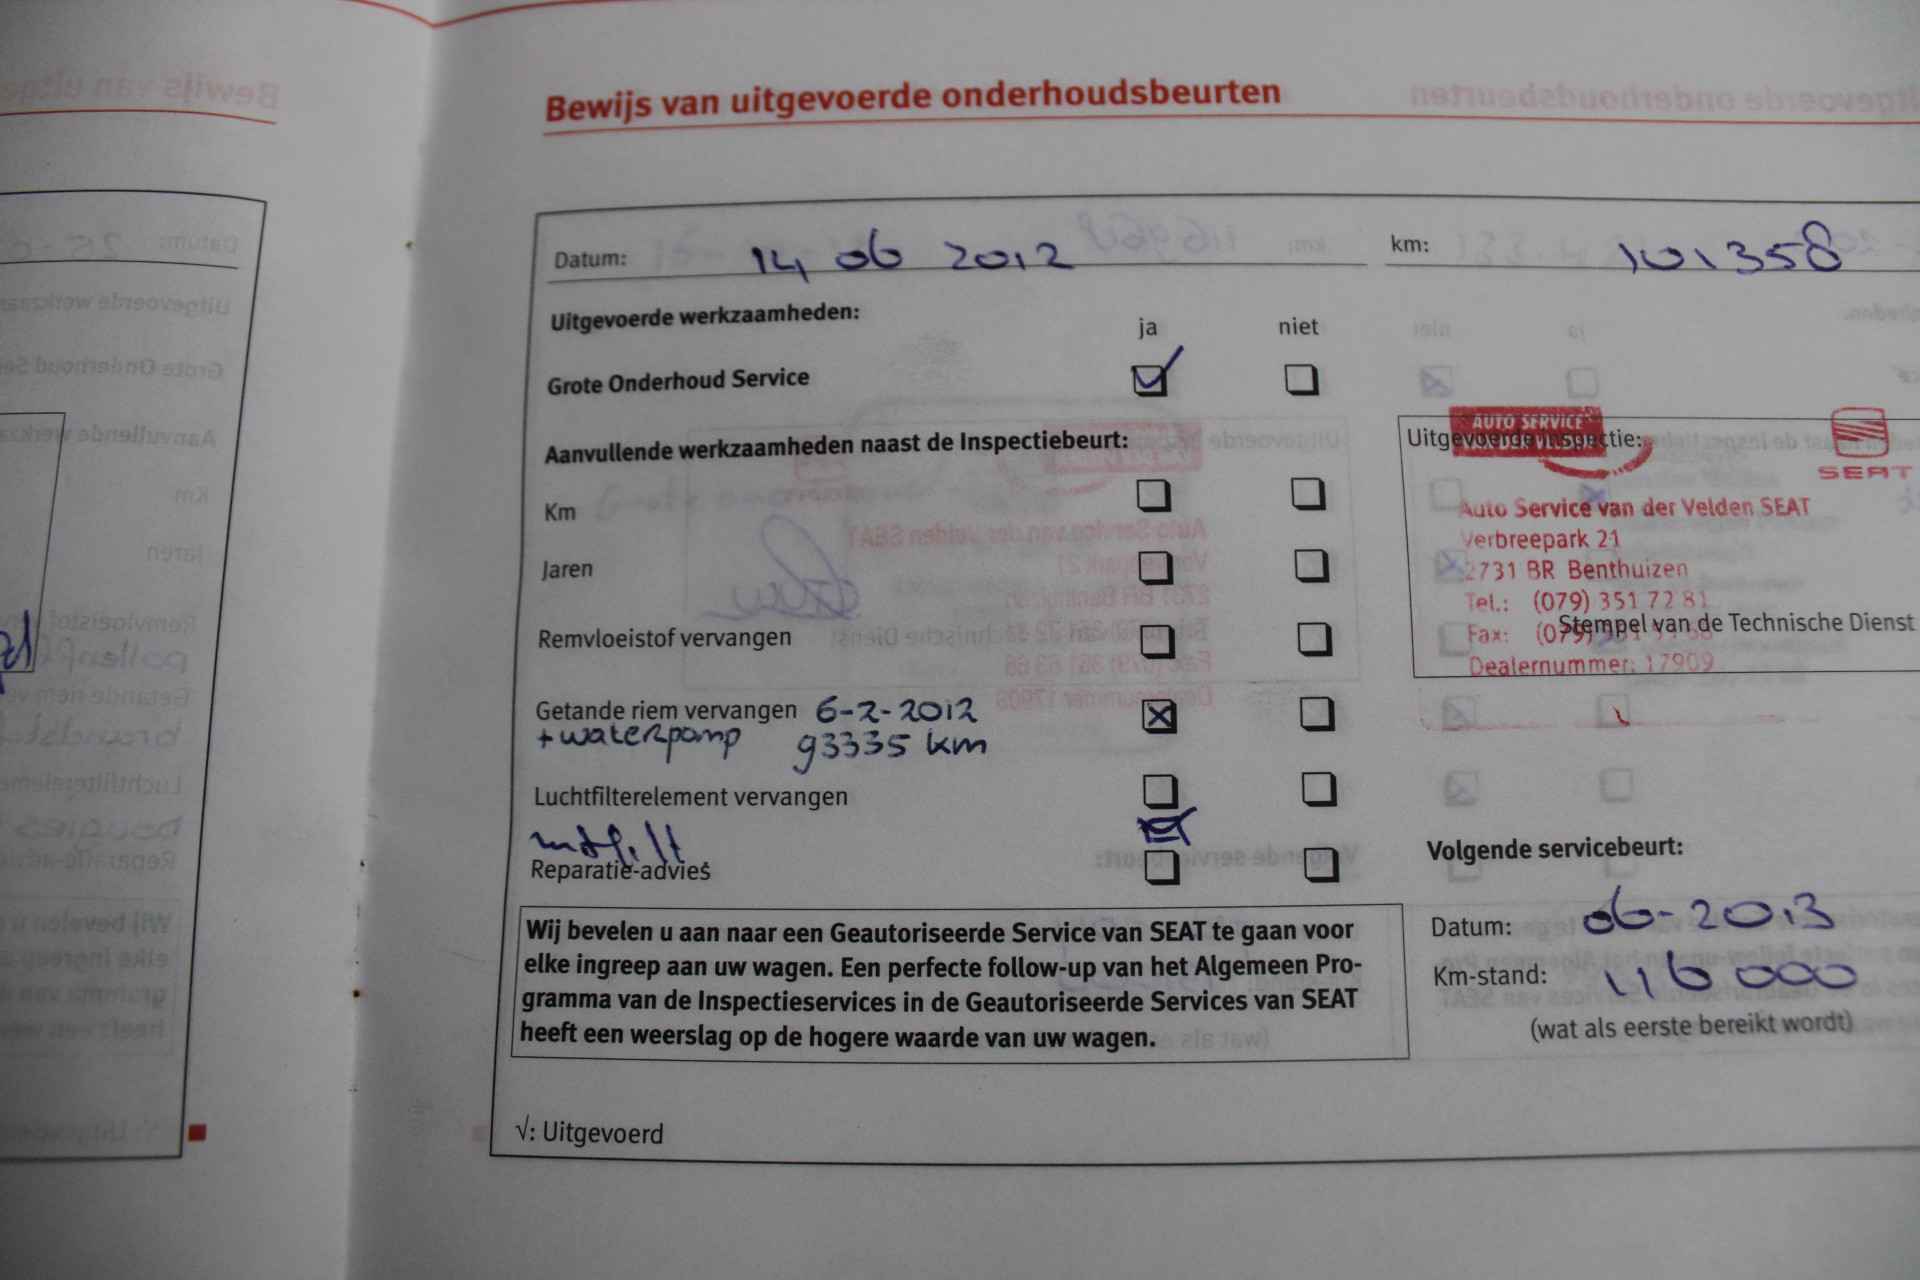 Bewijs van uitgevoerde onderhoudsbeurten
Datum: 14 06 2012 km: 101358
Uitgevoerde werkzaamheden: ja niet
Grote Onderhoud Service
Aanvullende werkzaamheden naast de Inspectiebeurt:
Km
Jaren
Remvloeistof vervangen
Getande riem vervangen 6-2-2012
+ waterpomp 93335 km
Luchtfilterelement vervangen
Reparatie-advies
AUTO SERVICE
Uitgevoerde inspectie:
SEAT
Auto Service van der Velden SEAT
Verbreepark 21
2731 BR Benthuizen
Tel.: (079) 351 72 81
Stempel van de Technische Dienst
Fax: (079)
Dealernummer: 17909
Volgende servicebeurt:
Datum: 06-2013
Km-stand: 116 000
(wat als eerste bereikt wordt)
Wij bevelen u aan naar een Geautoriseerde Service van SEAT te gaan voor
elke ingreep aan uw wagen. Een perfecte follow-up van het Algemeen Pro-
gramma van de Inspectieservices in de Geautoriseerde Services van SEAT
heeft een weerslag op de hogere waarde van uw wagen.
√: Uitgevoerd